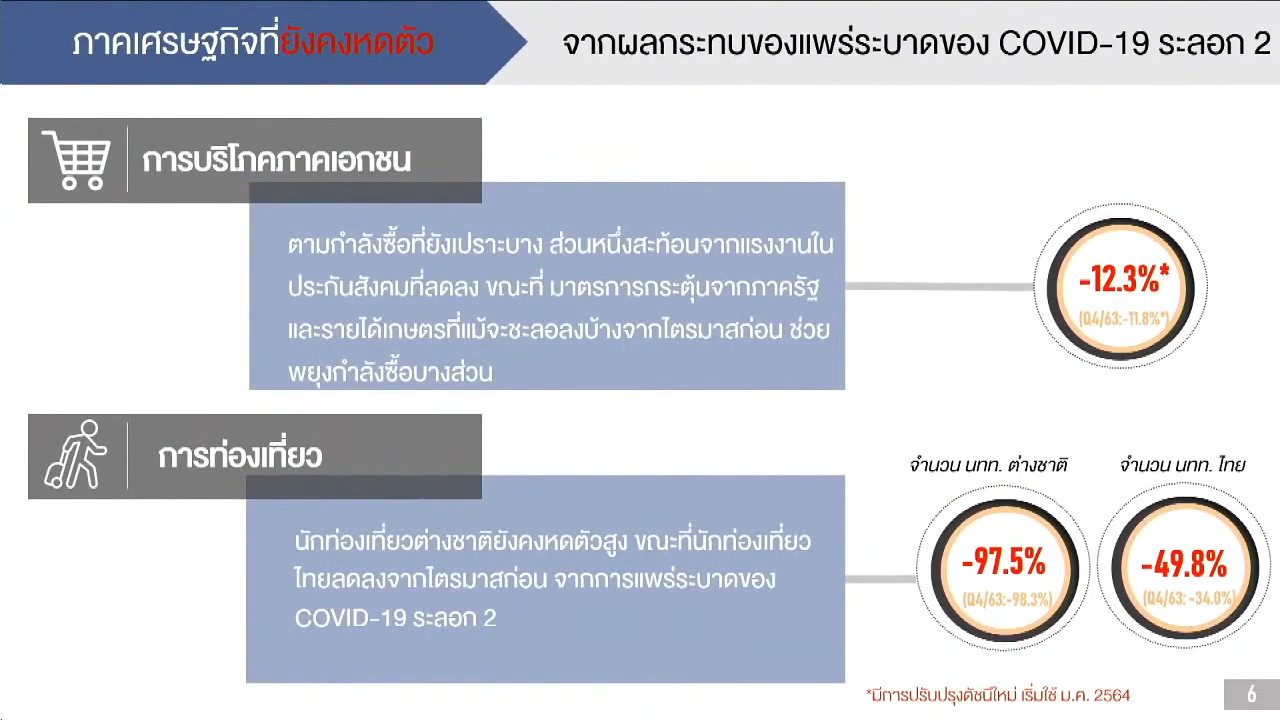 ภาคเศรษฐกิจที่ยังคงหดตัว
จากผลกระทบของแพร่ระบาดของ COVID-19 ระลอก 2
การบริโภคภาคเอกชน
ตามกำลังซื้อที่ยังเปราะบาง ส่วนหนึ่งสะท้อนจากแรงงานใน
ประกันสังคมที่ลดลง ขณะที่ มาตรการกระตุ้นจากภาครัฐ
และรายได้เกษตรที่แม้จะชะลอลงบ้างจากไตรมาสก่อน ช่วย
พยุงกำลังซื้อบางส่วน
-12.3%*
(Q4/63:-11.8%*)
การท่องเที่ยว
นักท่องเที่ยวต่างชาติยังคงหดตัวสูง ขณะที่นักท่องเที่ยว
ไทยลดลงจากไตรมาสก่อน จากการแพร่ระบาดของ
COVID-19 ระลอก 2
จำนวน นทท. ต่างชาติ
-97.5%
(Q4/63:-98.3%)
จำนวน นทท. ไทย
-49.8%
(Q4/63: -34.0%)
*มีการปรับปรุงดัชนีใหม่ เริ่มใช้ ม.ค. 2564
6